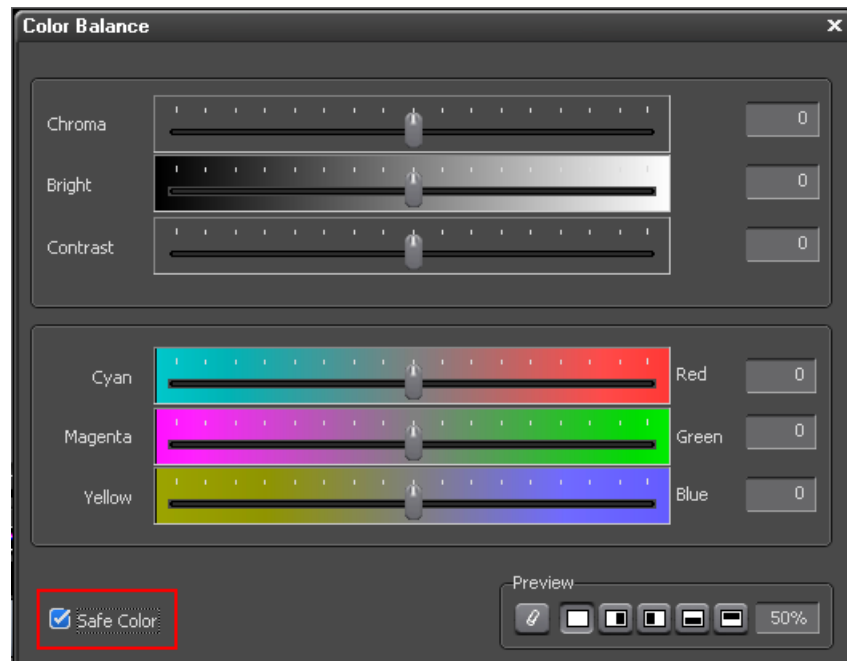 Color Balance
Chroma 0
Bright 0
Contrast 0
Cyan Red 0
Magenta Green 0
Yellow Blue 0
Preview
Safe Color 50%